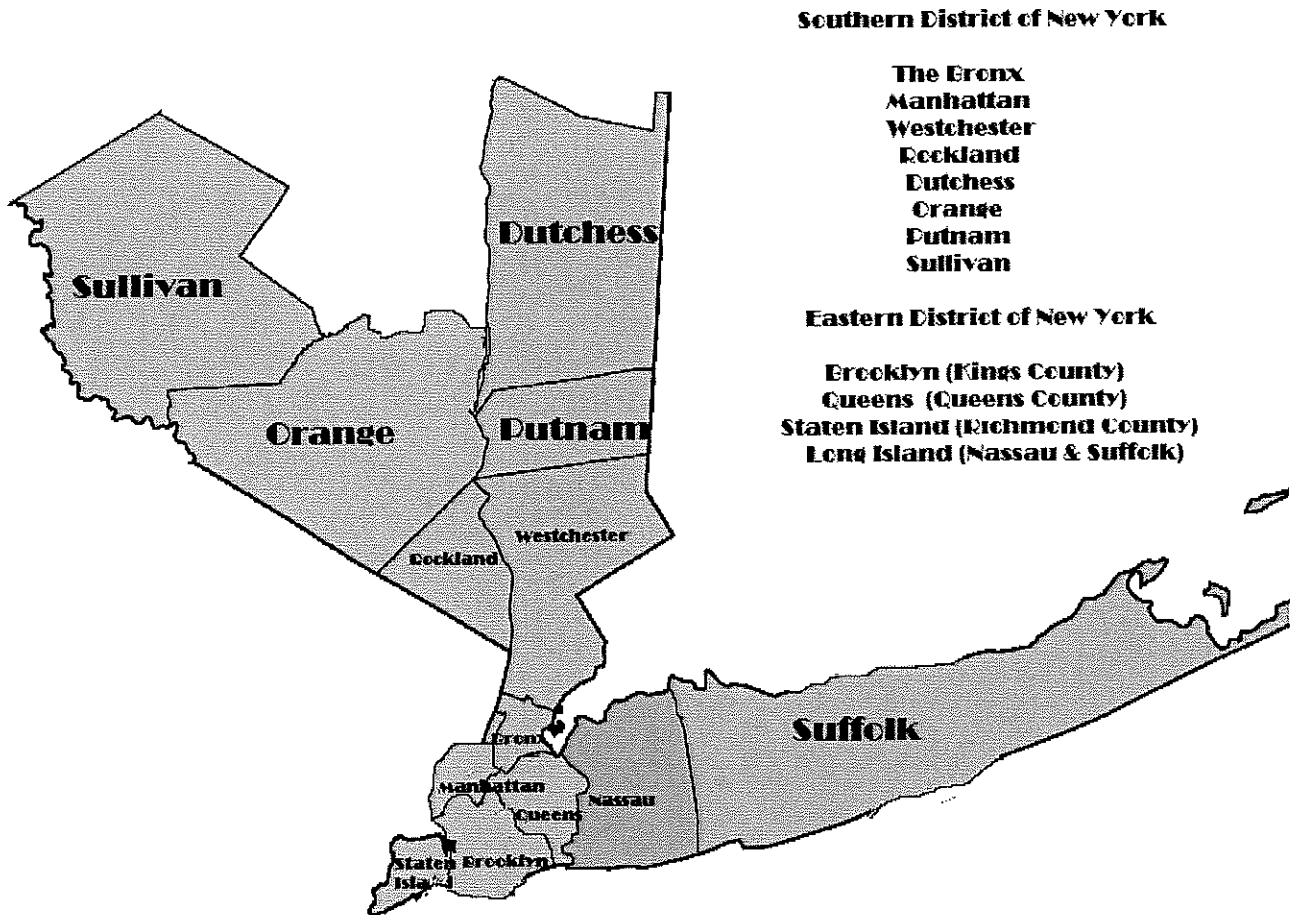 Southern District of New York
The Bronx
Manhattan
Westchester
Rockland
Dutchess
Orange
Putnam
Sullivan
Eastern District of New York
Brooklyn (Kings County)
Queens (Queens County)
Staten Island (Richmond County)
Long Island (Nassau & Suffolk)
Dutchess
Sullivan
Orange
Putnam
Westchester
Rockland
Suffolk
Bronx
Manhattan
Nassau
Queens
Staten
Island
Brooklyn